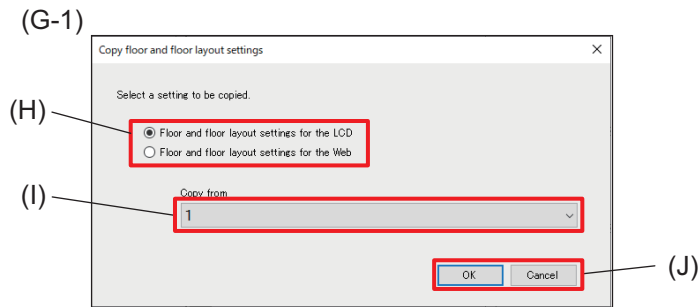 (G-1)
Copy floor and floor layout settings
Select a setting to be copied.
(H)
Floor and floor layout settings for the LCD
Floor and floor layout settings for the Web
Copy from
(I)
1
OK Cancel
(J)